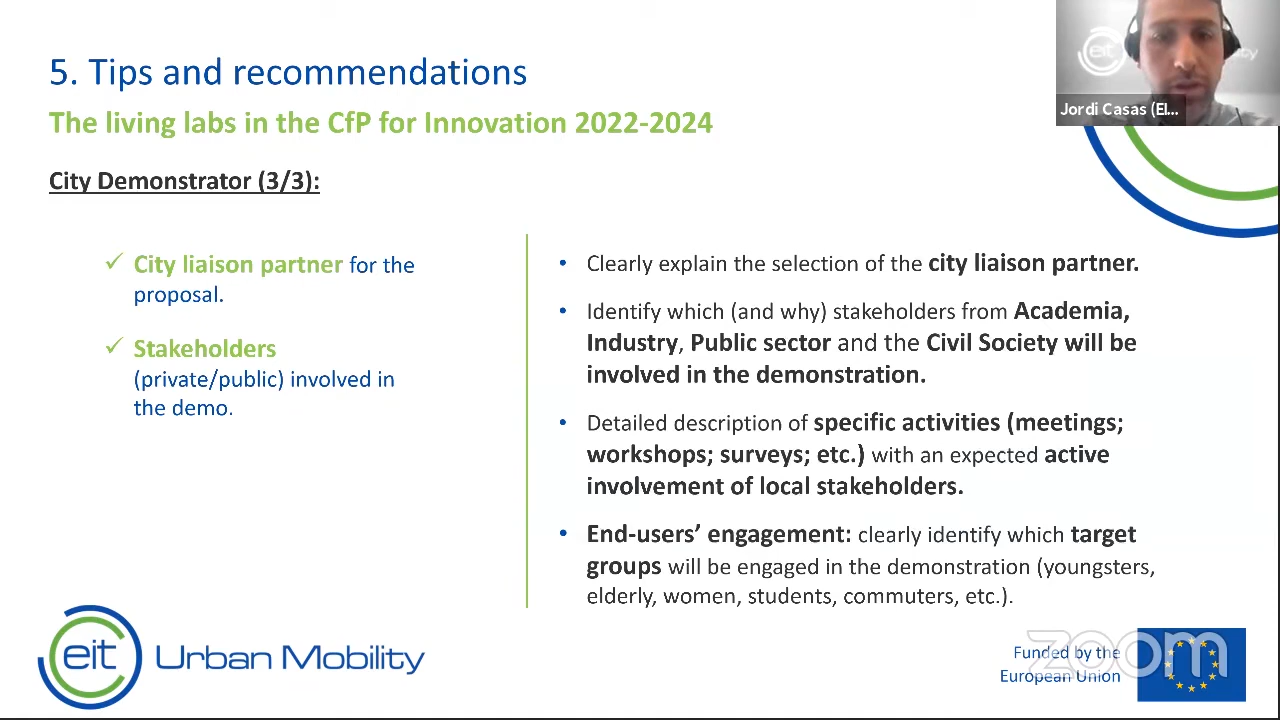 5. Tips and recommendations
The living labs in the CfP for Innovation 2022-2024
City Demonstrator (3/3):
✓ City liaison partner for the
proposal.
✓ Stakeholders
(private/public) involved in
the demo.
• Clearly explain the selection of the city liaison partner.
• Identify which (and why) stakeholders from Academia,
Industry, Public sector and the Civil Society will be
involved in the demonstration.
• Detailed description of specific activities (meetings;
workshops; surveys; etc.) with an expected active
involvement of local stakeholders.
• End-users’ engagement: clearly identify which target
groups will be engaged in the demonstration (youngsters,
elderly, women, students, commuters, etc.).
eit Urban Mobility
Funded by the
European Union
zoom
eit
Jordi Casas (EI...